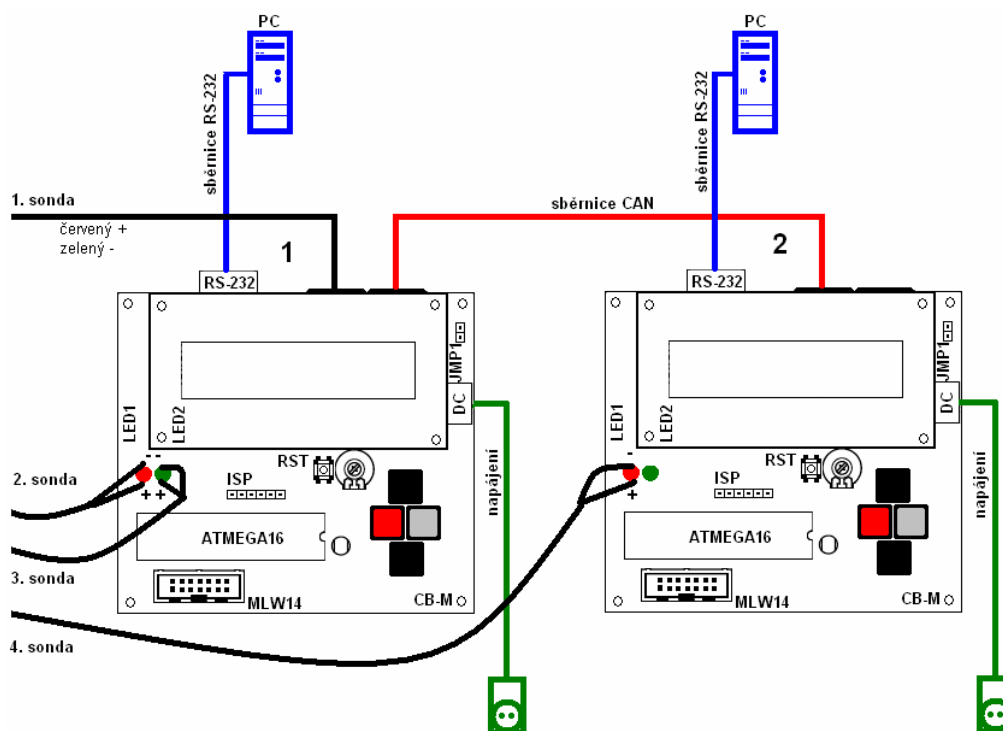 PC
PC
sběrnice RS-232
sběrnice RS-232
1. sonda
červený +
zelený -
sběrnice CAN
1
2
RS-232
RS-232
JMP1
JMP1
LED1
LED2
DC
LED1
LED2
DC
- -
-
2. sonda
+ +
+
RST
ISP
RST
ISP
napájení
napájení
ATMEGA16
ATMEGA16
3. sonda
MLW14
CB-M
MLW14
CB-M
4. sonda